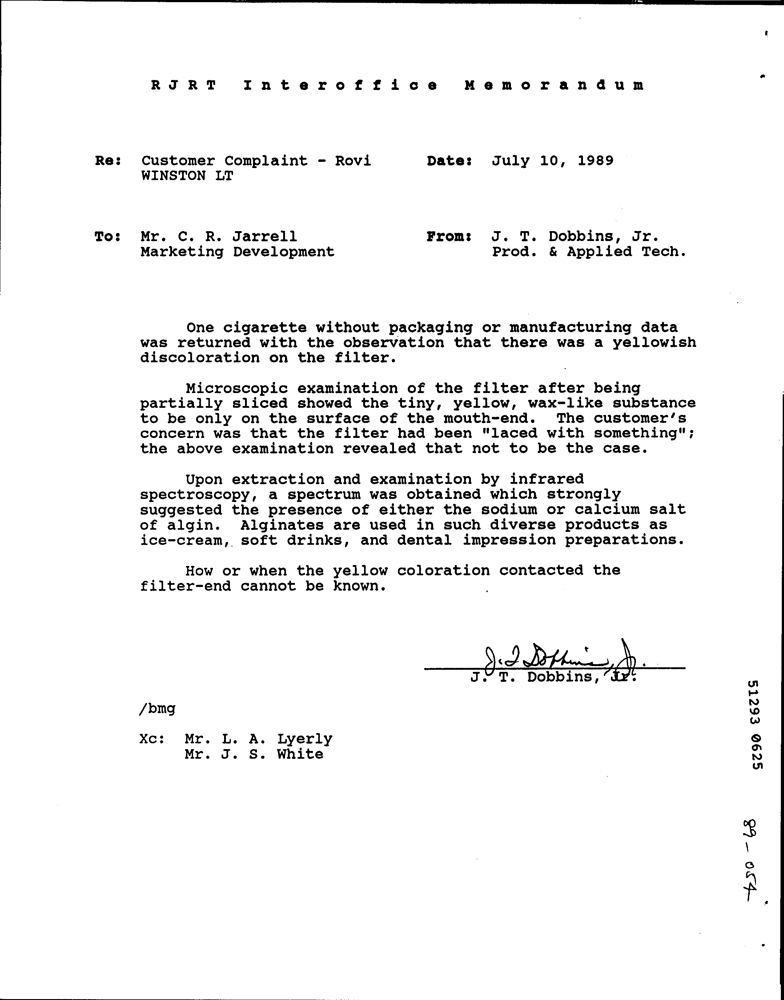 RJRT Interoffice Memorandum
Re: Customer Complaint - Rovi Date: July 10, 1989
WINSTON LT
To: Mr. C. R. Jarrell From: J. T. Dobbins, Jr.
Marketing Development Prod. & Applied Tech.
One cigarette without packaging or manufacturing data
was returned with the observation that there was a yellowish
discoloration on the filter.
Microscopic examination of the filter after being
partially sliced showed the tiny, yellow, wax-like substance
to be only on the surface of the mouth-end. The customer's
concern was that the filter had been "laced with something";
the above examination revealed that not to be the case.
Upon extraction and examination by infrared
spectroscopy, a spectrum was obtained which strongly
suggested the presence of either the sodium or calcium salt
of algin. Alginates are used in such diverse products as
ice-cream, soft drinks, and dental impression preparations.
How or when the yellow coloration contacted the
filter-end cannot be known.
J. T. Dobbins, Jr.
J. T. Dobbins, Jr.
/bmg
Xc: Mr. L. A. Lyerly
Mr. J. S. White
51293 0625
89-054